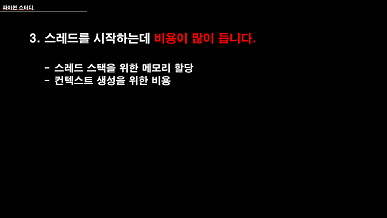 파이썬 스터디.
3. 스레드를 시작하는데 비용이 많이 듭니다.
- 스레드 스택을 위한 메모리 할당
- 컨텍스트 생성을 위한 비용